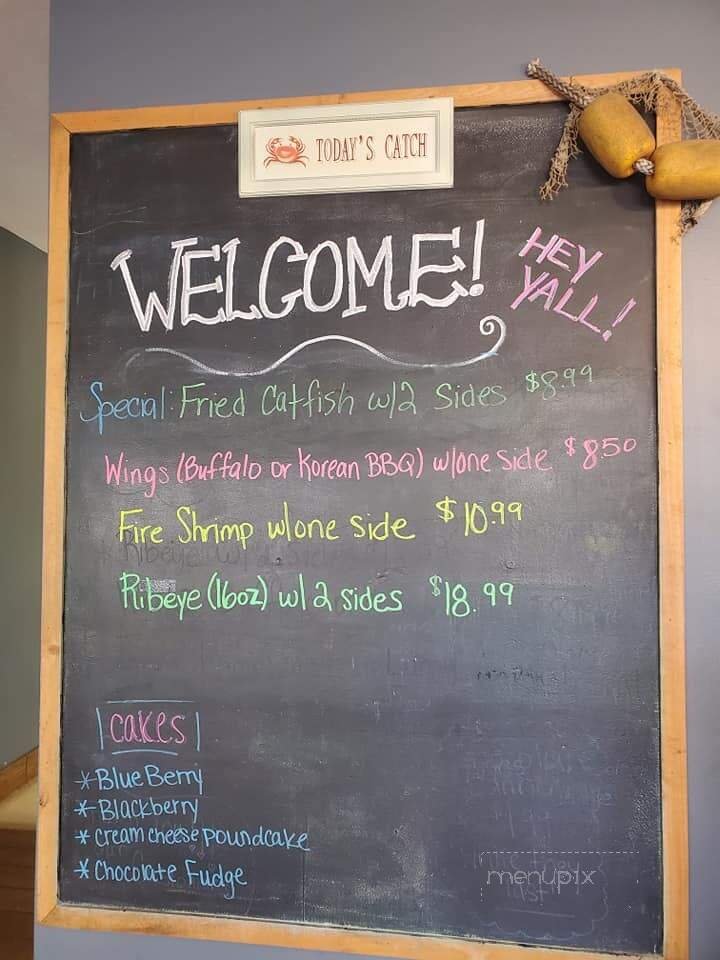 TODAY'S CATCH
WELCOME!
HEY
YALL!
Special: Fried Catfish w/2 Sides $8.99
Wings (Buffalo or Korean BBQ) w/one side $8.50
Fire Shrimp w/one side $10.99
Ribeye (16oz) w/ 2 sides $18.99
cakes
*Blue Berry
*Blackberry
*Cream cheese poundcake
*Chocolate Fudge
menupix